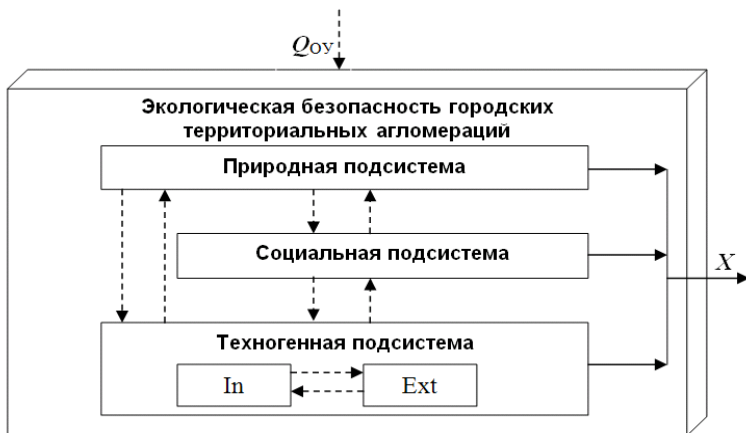 QОУ
Экологическая безопасность городских
территориальных агломераций
Природная подсистема
Социальная подсистема
X
Техногенная подсистема
In Ext